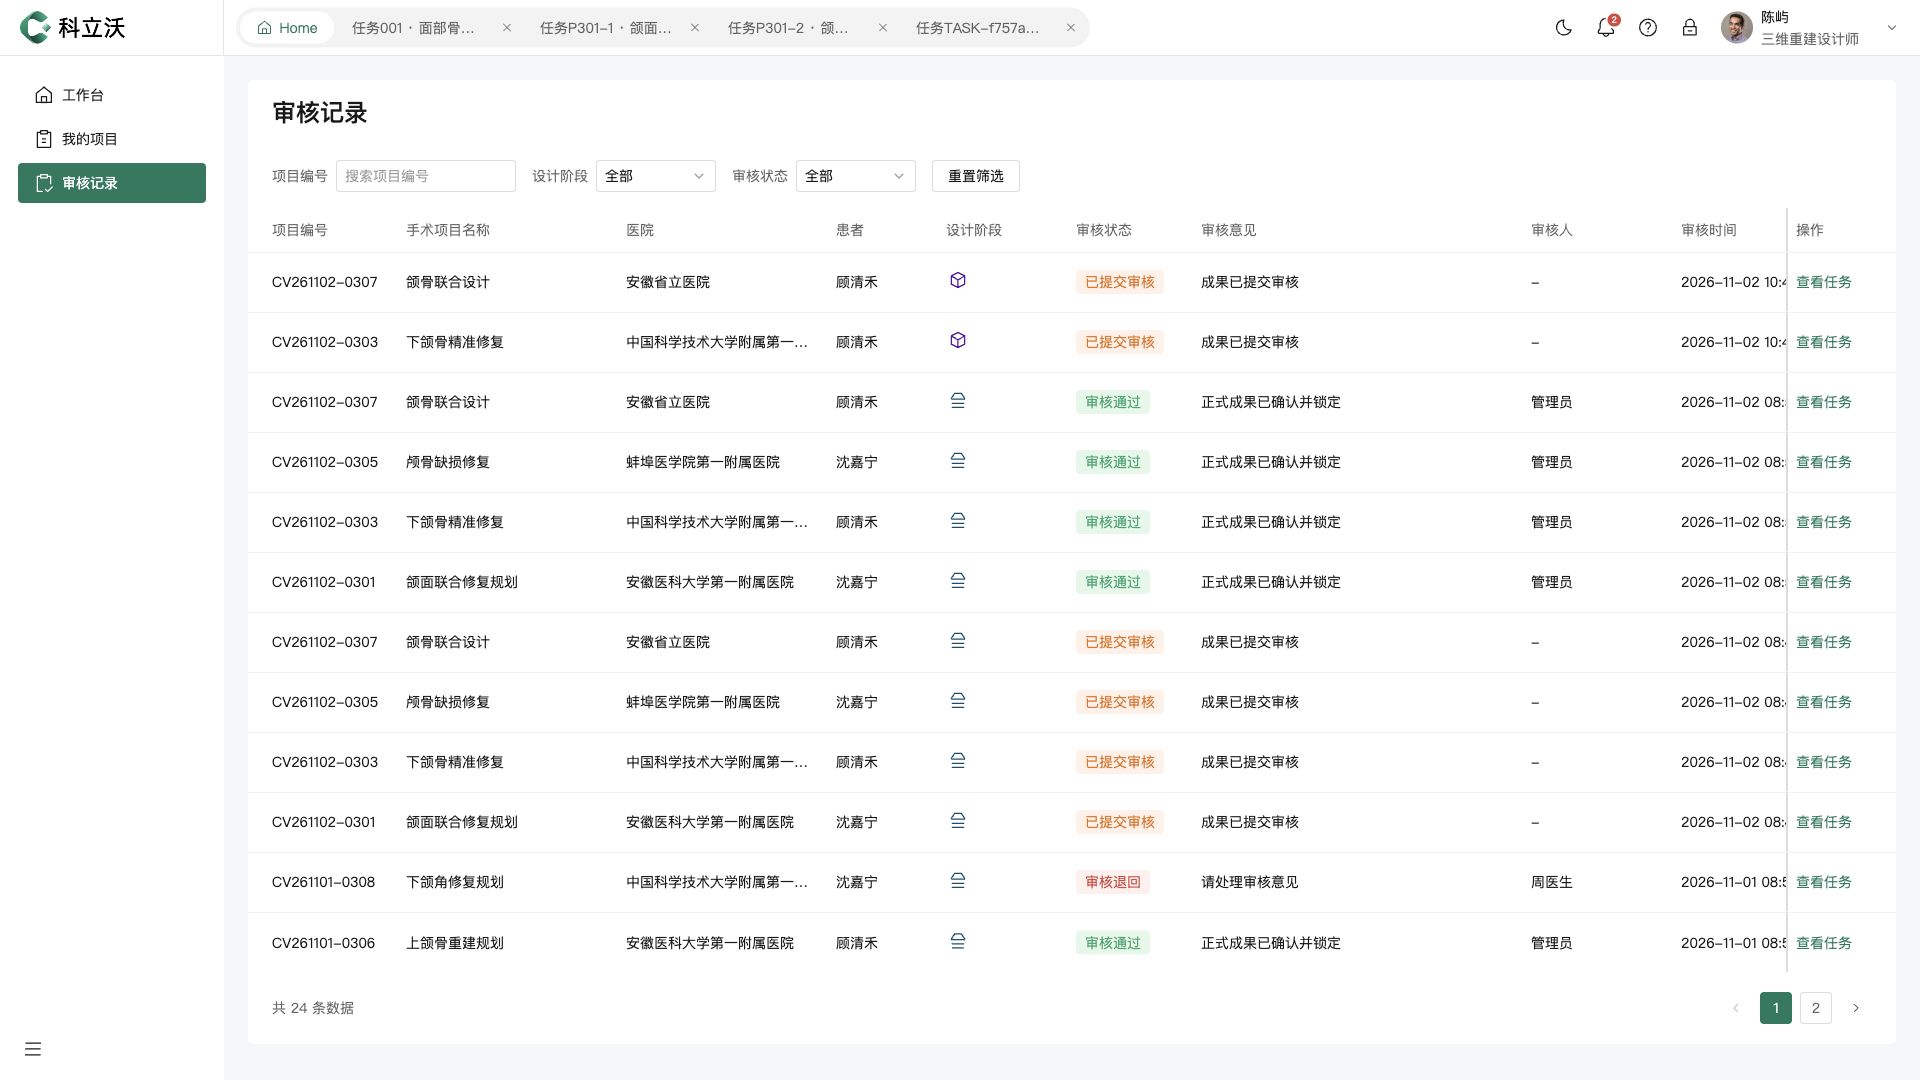 科立沃
Home
任务001 · 面部骨...
任务P301-1 · 颌面...
任务P301-2 · 颌...
任务TASK-f757a...
2
陈屿
三维重建设计师
工作台
我的项目
审核记录
审核记录
项目编号 搜索项目编号 设计阶段 全部 审核状态 全部 重置筛选
项目编号 手术项目名称 医院 患者 设计阶段 审核状态 审核意见 审核人 审核时间 操作
CV261102-0307 颌骨联合设计 安徽省立医院 顾清禾 已提交审核 成果已提交审核 - 2026-11-02 10:4 查看任务
CV261102-0303 下颌骨精准修复 中国科学技术大学附属第一... 顾清禾 已提交审核 成果已提交审核 - 2026-11-02 10:4 查看任务
CV261102-0307 颌骨联合设计 安徽省立医院 顾清禾 审核通过 正式成果已确认并锁定 管理员 2026-11-02 08: 查看任务
CV261102-0305 颅骨缺损修复 蚌埠医学院第一附属医院 沈嘉宁 审核通过 正式成果已确认并锁定 管理员 2026-11-02 08: 查看任务
CV261102-0303 下颌骨精准修复 中国科学技术大学附属第一... 顾清禾 审核通过 正式成果已确认并锁定 管理员 2026-11-02 08: 查看任务
CV261102-0301 颌面联合修复规划 安徽医科大学第一附属医院 沈嘉宁 审核通过 正式成果已确认并锁定 管理员 2026-11-02 08: 查看任务
CV261102-0307 颌骨联合设计 安徽省立医院 顾清禾 已提交审核 成果已提交审核 - 2026-11-02 08: 查看任务
CV261102-0305 颅骨缺损修复 蚌埠医学院第一附属医院 沈嘉宁 已提交审核 成果已提交审核 - 2026-11-02 08: 查看任务
CV261102-0303 下颌骨精准修复 中国科学技术大学附属第一... 顾清禾 已提交审核 成果已提交审核 - 2026-11-02 08: 查看任务
CV261102-0301 颌面联合修复规划 安徽医科大学第一附属医院 沈嘉宁 已提交审核 成果已提交审核 - 2026-11-02 08: 查看任务
CV261101-0308 下颌角修复规划 中国科学技术大学附属第一... 沈嘉宁 审核退回 请处理审核意见 周医生 2026-11-01 08:5 查看任务
CV261101-0306 上颌骨重建规划 安徽医科大学第一附属医院 顾清禾 审核通过 正式成果已确认并锁定 管理员 2026-11-01 08:5 查看任务
共 24 条数据
1 2